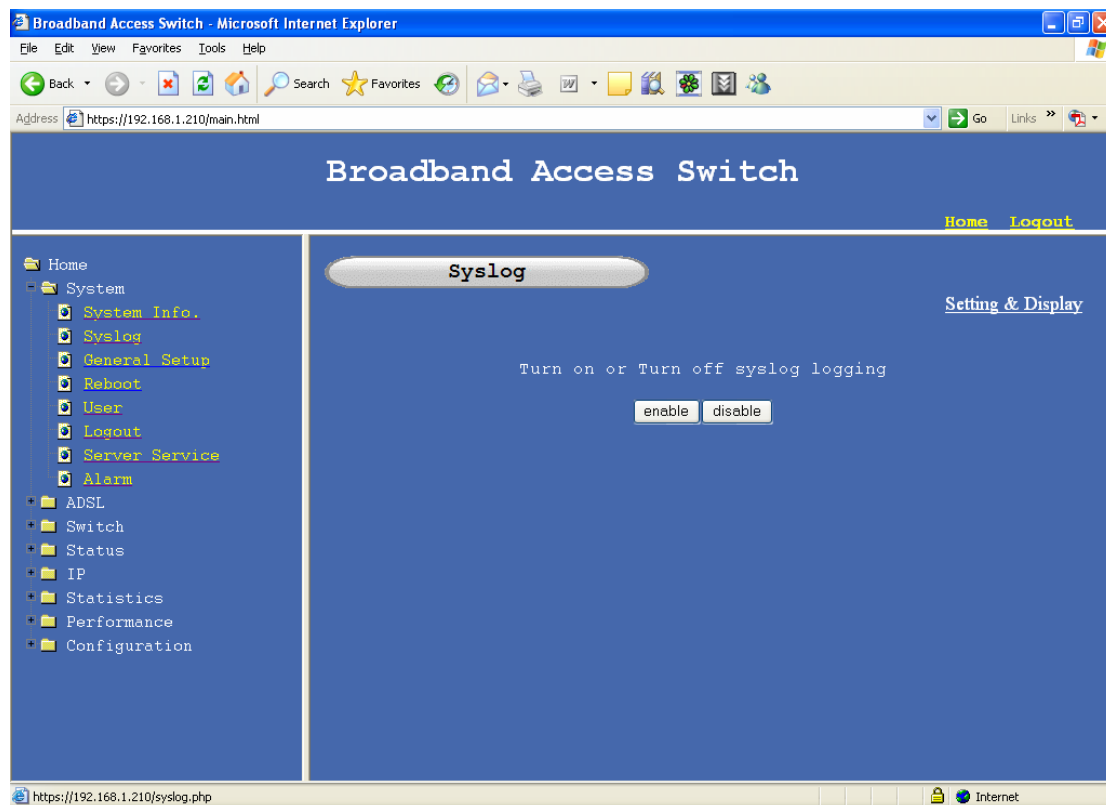 Broadband Access Switch - Microsoft Internet Explorer
File Edit View Favorites Tools Help
Back Search Favorites
Address https://192.168.1.210/main.html Go Links »
Broadband Access Switch
Home Logout
Home
System
System Info.
Syslog
General Setup
Reboot
User
Logout
Server Service
Alarm
ADSL
Switch
Status
IP
Statistics
Performance
Configuration
Syslog
Setting & Display
Turn on or Turn off syslog logging
enable disable
https://192.168.1.210/syslog.php Internet